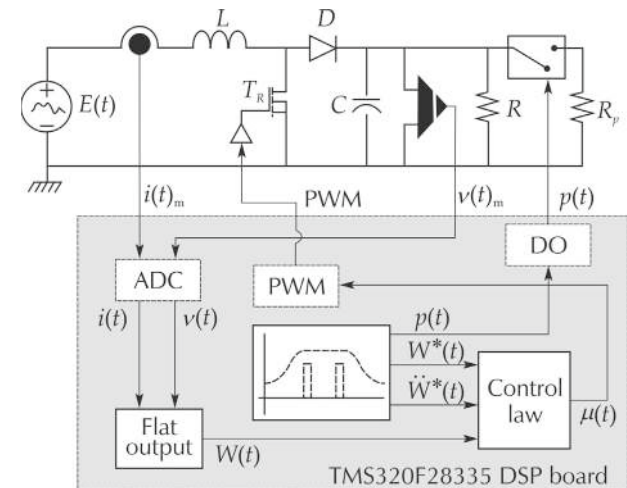 L
D
E(t)
T_R
C
R
R_p
i(t)_m
PWM
v(t)_m
p(t)
ADC
PWM
DO
i(t)
v(t)
p(t)
W*(t)
Ẅ*(t)
Control
law
μ(t)
Flat
output
W(t)
TMS320F28335 DSP board